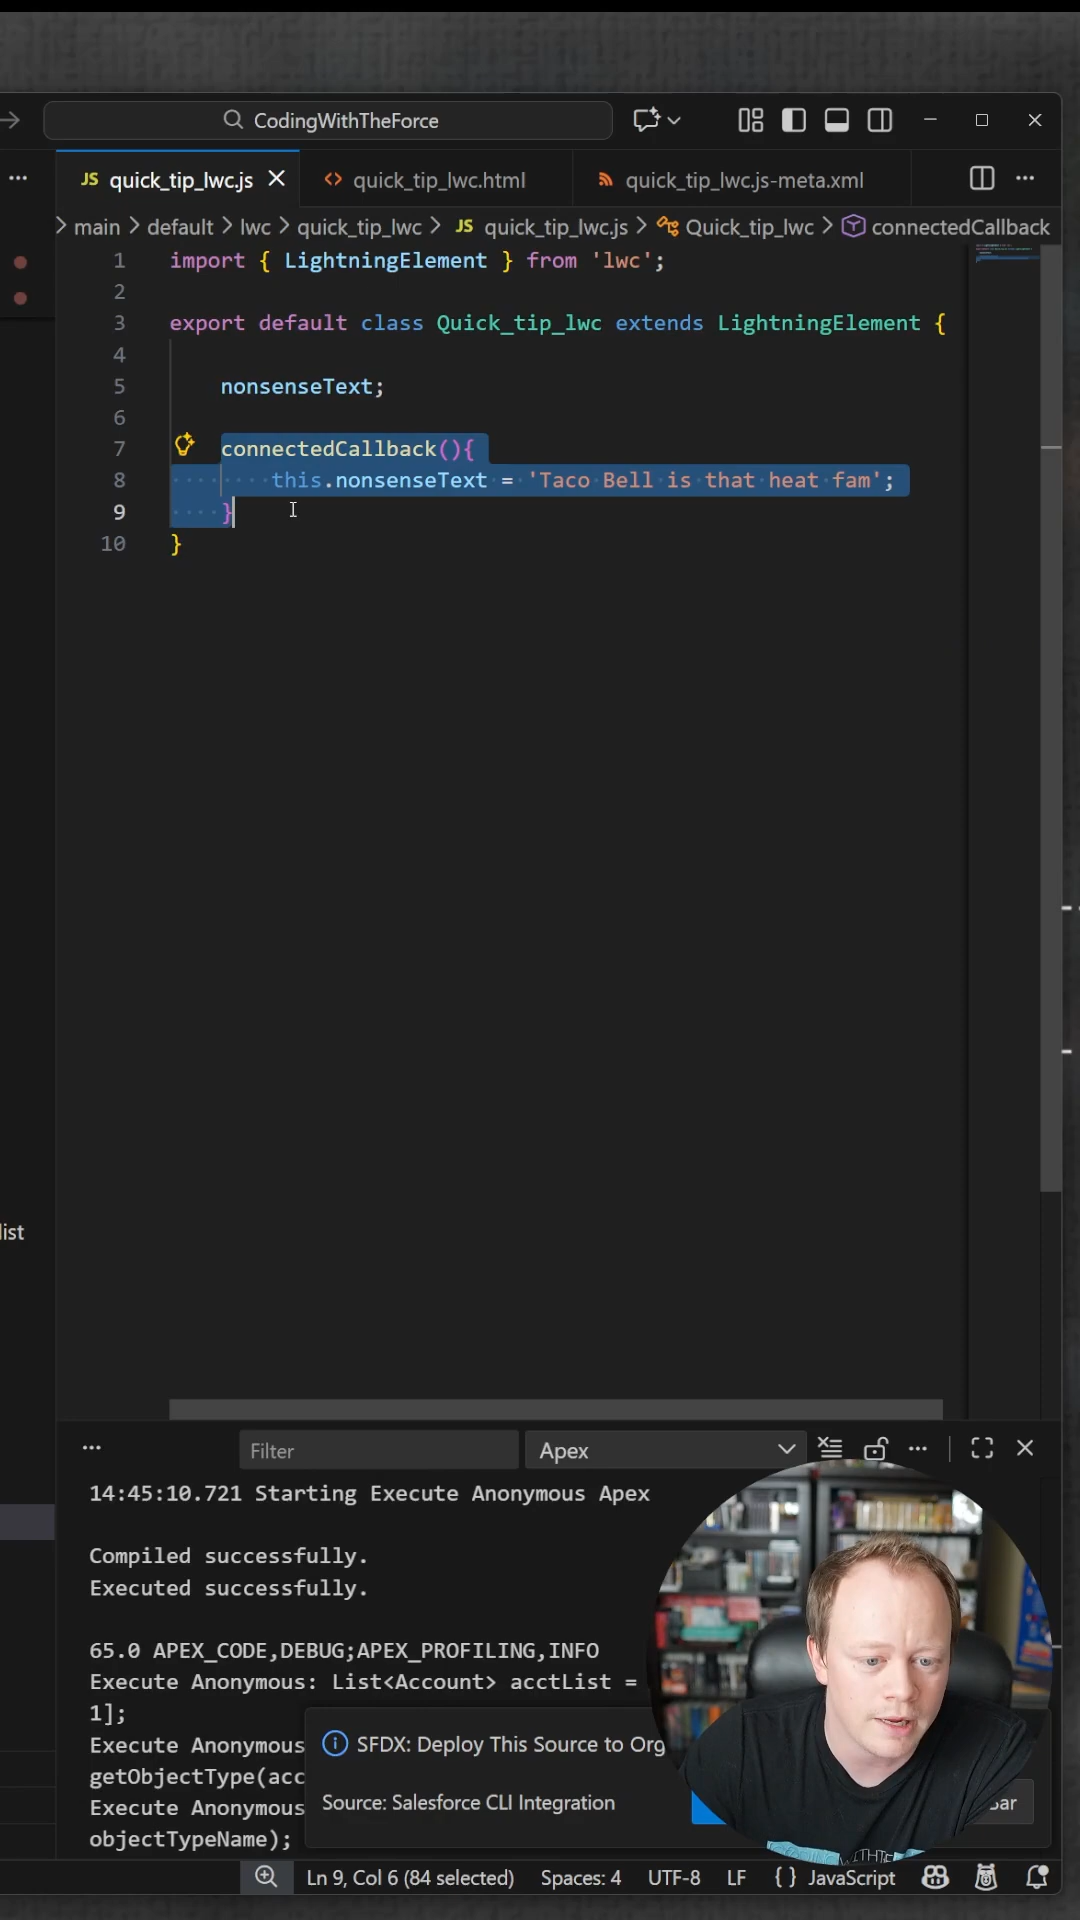 CodingWithTheForce
JS quick_tip_lwc.js
quick_tip_lwc.html
quick_tip_lwc.js-meta.xml
main > default > lwc > quick_tip_lwc > JS quick_tip_lwc.js > Quick_tip_lwc > connectedCallback
1 import { LightningElement } from 'lwc';
2
3 export default class Quick_tip_lwc extends LightningElement {
4
5 nonsenseText;
6
7 connectedCallback(){
8 this.nonsenseText = 'Taco Bell is that heat fam';
9 }
10 }
list
Filter
Apex
14:45:10.721 Starting Execute Anonymous Apex
Compiled successfully.
Executed successfully.
65.0 APEX_CODE,DEBUG;APEX_PROFILING,INFO
Execute Anonymous: List<Account> acctList =
1];
Execute Anonymous
getObjectType(acc
Execute Anonymous
objectTypeName);
SFDX: Deploy This Source to Org
Source: Salesforce CLI Integration
Ln 9, Col 6 (84 selected)
Spaces: 4
UTF-8
LF
{ } JavaScript